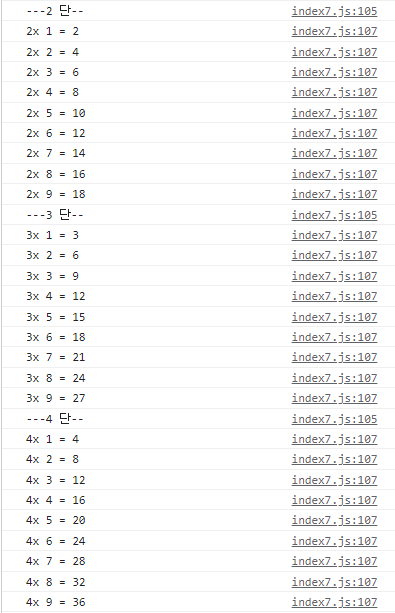 ---2 단-- index7.js:105
2x 1 = 2 index7.js:107
2x 2 = 4 index7.js:107
2x 3 = 6 index7.js:107
2x 4 = 8 index7.js:107
2x 5 = 10 index7.js:107
2x 6 = 12 index7.js:107
2x 7 = 14 index7.js:107
2x 8 = 16 index7.js:107
2x 9 = 18 index7.js:107
---3 단-- index7.js:105
3x 1 = 3 index7.js:107
3x 2 = 6 index7.js:107
3x 3 = 9 index7.js:107
3x 4 = 12 index7.js:107
3x 5 = 15 index7.js:107
3x 6 = 18 index7.js:107
3x 7 = 21 index7.js:107
3x 8 = 24 index7.js:107
3x 9 = 27 index7.js:107
---4 단-- index7.js:105
4x 1 = 4 index7.js:107
4x 2 = 8 index7.js:107
4x 3 = 12 index7.js:107
4x 4 = 16 index7.js:107
4x 5 = 20 index7.js:107
4x 6 = 24 index7.js:107
4x 7 = 28 index7.js:107
4x 8 = 32 index7.js:107
4x 9 = 36 index7.js:107